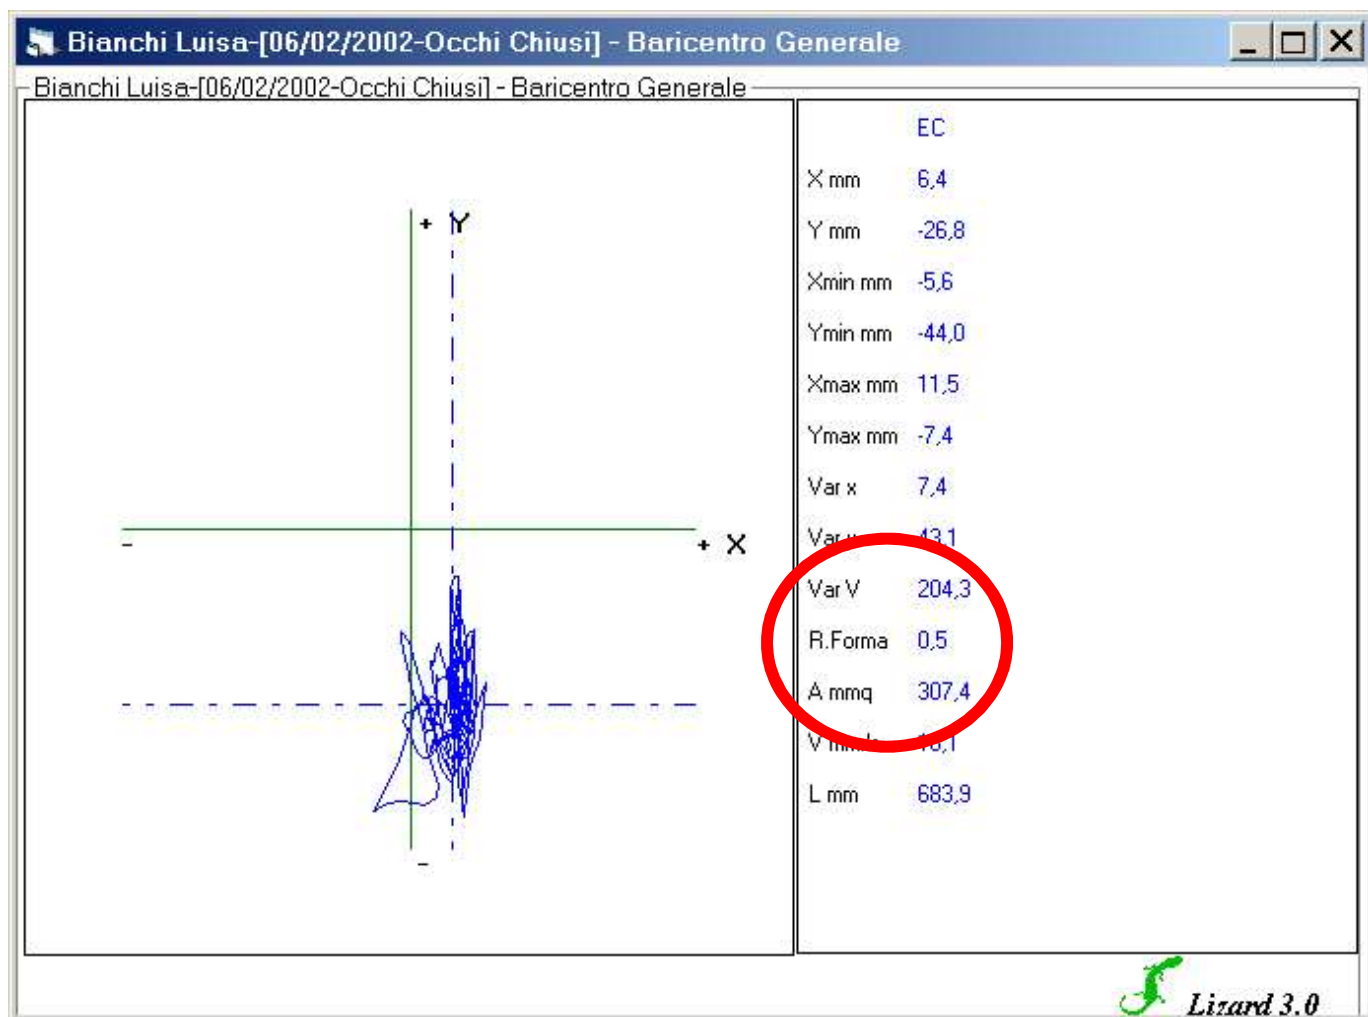 Bianchi Luisa-[06/02/2002-Occhi Chiusi] - Baricentro Generale
Bianchi Luisa-[06/02/2002-Occhi Chiusi] - Baricentro Generale
EC
X mm 6,4
Y mm -26,8
Xmin mm -5,6
Ymin mm -44,0
Xmax mm 11,5
Ymax mm -7,4
Var x 7,4
Var 43,1
Var V 204,3
R.Forma 0,5
A mmq 307,4
V
L mm 683,9
+ Y
- + X
-
Lizard 3.0